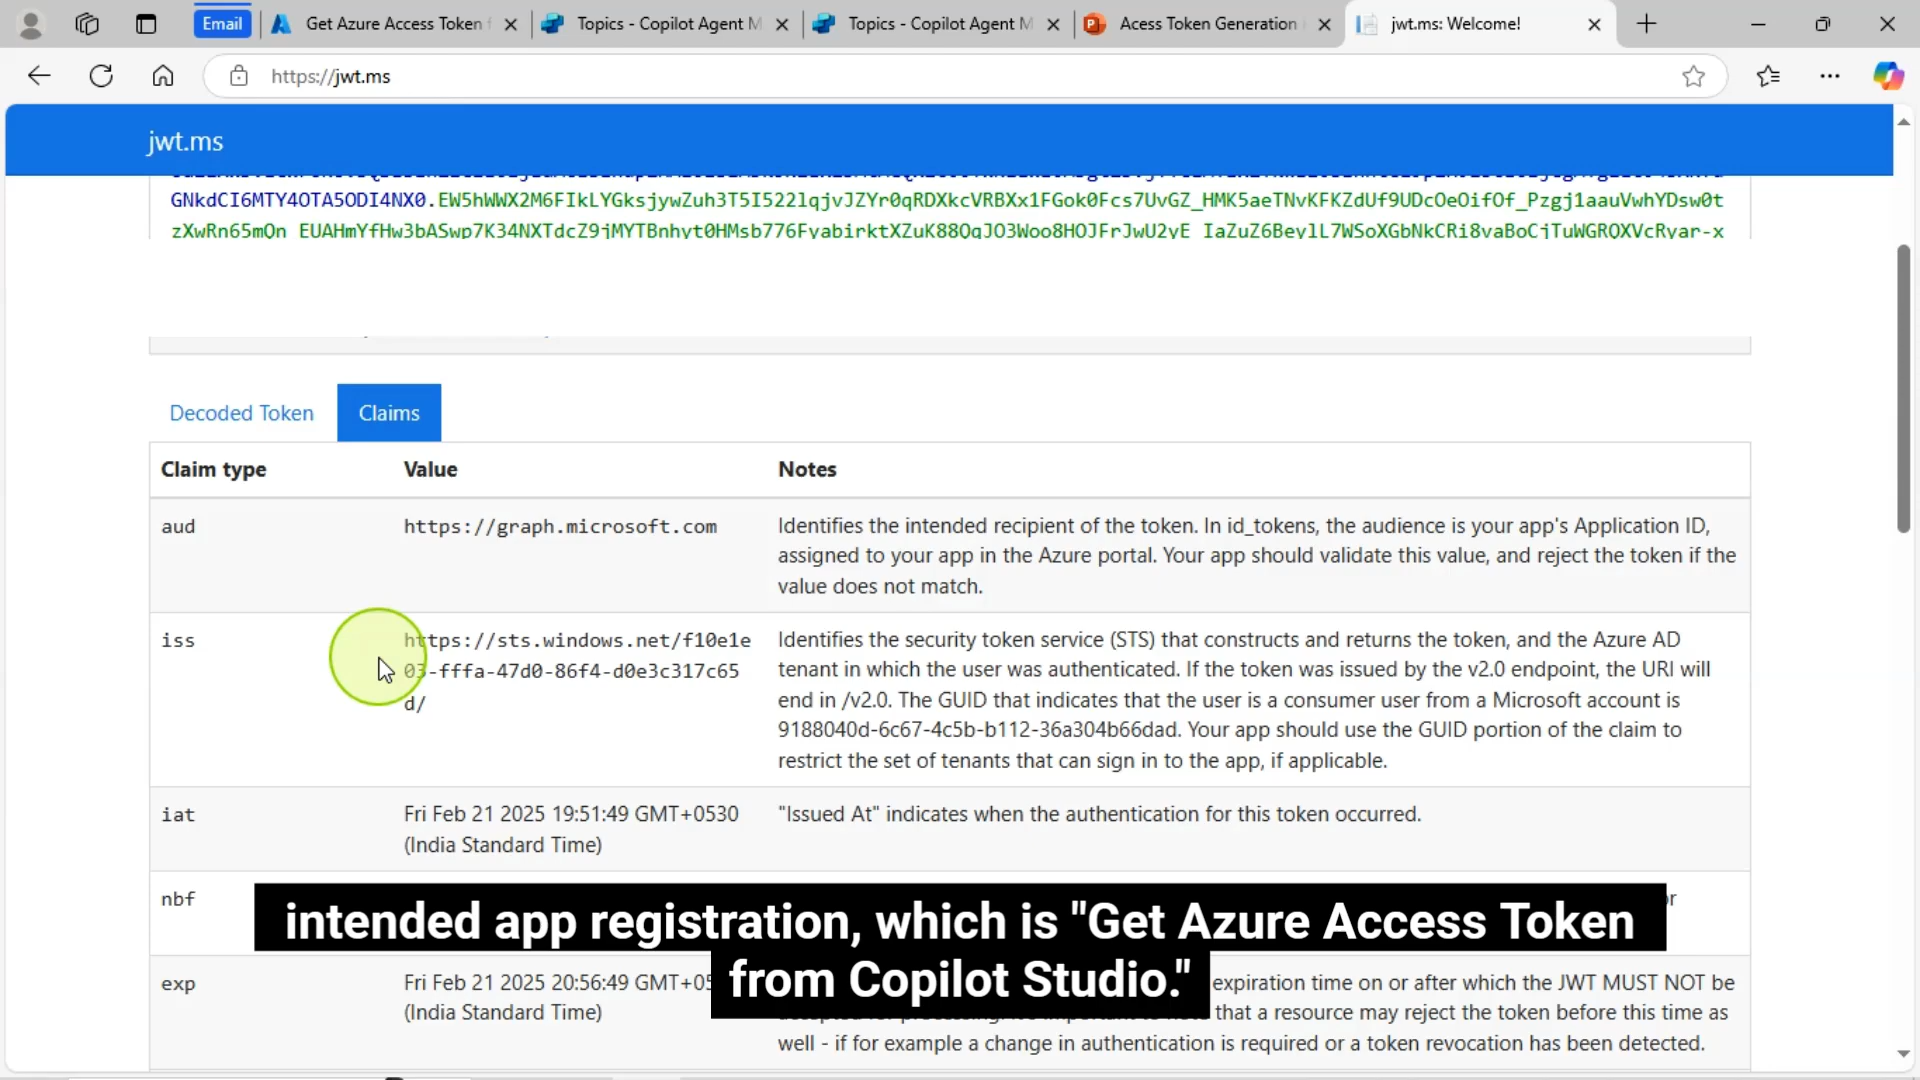 Email
Get Azure Access Token f
Topics - Copilot Agent M
Topics - Copilot Agent M
Acess Token Generation i
jwt.ms: Welcome!
https://jwt.ms
jwt.ms
GNkdCI6MTY4OTA5ODI4NX0.EW5hWWX2M6FIkLYGksjywZuh3T5I522lqjvJZYr0qRDXkcVRBXx1FGok0Fcs7UvGZ_HMK5aeTNvKFKZdUf9UDcOeOifOf_Pzgj1aauVwhYDsw0t
zXwRn65mQn_EUAHmYfHw3bASwp7K34NXTdcZ9jMYTBnhyt0HMsb776FyabirktXZuK88QqJO3Woo8HOJFrJwU2yE_IaZuZ6BeylL7WSoXGbNkCRi8vaBoCjTuWGRQXVcRyar-x
Decoded Token
Claims
Claim type Value Notes
aud https://graph.microsoft.com Identifies the intended recipient of the token. In id_tokens, the audience is your app's Application ID,
assigned to your app in the Azure portal. Your app should validate this value, and reject the token if the
value does not match.
iss https://sts.windows.net/f10e1e Identifies the security token service (STS) that constructs and returns the token, and the Azure AD
03-fffa-47d0-86f4-d0e3c317c65 tenant in which the user was authenticated. If the token was issued by the v2.0 endpoint, the URI will
d/ end in /v2.0. The GUID that indicates that the user is a consumer user from a Microsoft account is
9188040d-6c67-4c5b-b112-36a304b66dad. Your app should use the GUID portion of the claim to
restrict the set of tenants that can sign in to the app, if applicable.
iat Fri Feb 21 2025 19:51:49 GMT+0530 "Issued At" indicates when the authentication for this token occurred.
(India Standard Time)
nbf
intended app registration, which is "Get Azure Access Token
from Copilot Studio."
exp Fri Feb 21 2025 20:56:49 GMT+05 expiration time on or after which the JWT MUST NOT be
(India Standard Time) that a resource may reject the token before this time as
well - if for example a change in authentication is required or a token revocation has been detected.